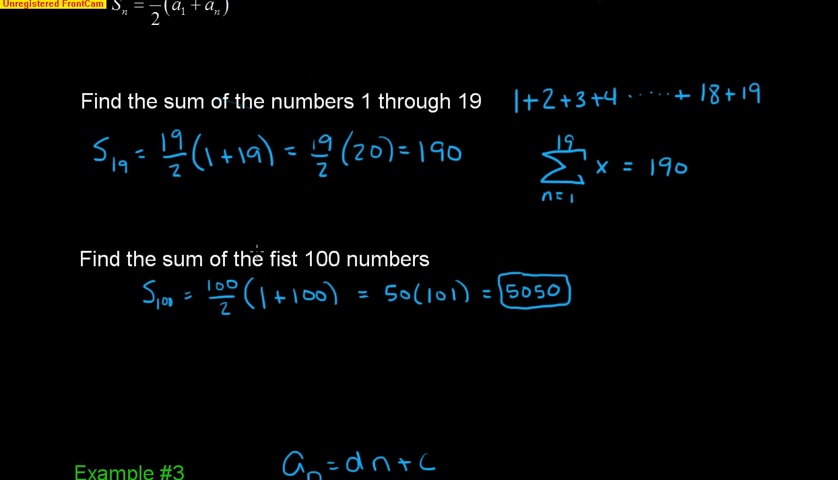 Unregistered FrontCam
Sₙ = n/2 (a₁ + aₙ)
Find the sum of the numbers 1 through 19 1+2+3+4 ······ + 18+19
S₁₉ = 19/2 (1+19) = 19/2 (20) = 190
19
∑ x = 190
n=1
Find the sum of the fist 100 numbers
S₁₀₀ = 100/2 (1+100) = 50(101) = 5050
Example #3 aₙ = dn + c